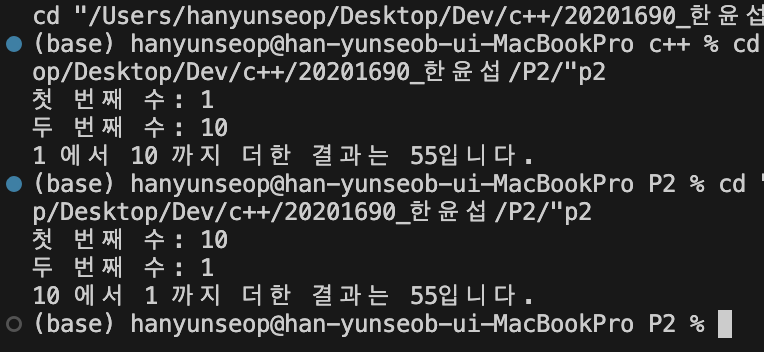 cd "/Users/hanyunseop/Desktop/Dev/c++/20201690_한윤섭
(base) hanyunseop@han-yunseob-ui-MacBookPro c++ % cd
op/Desktop/Dev/c++/20201690_한윤섭/P2/"p2
첫 번째 수: 1
두 번째 수: 10
1 에서 10 까지 더한 결과는 55입니다.
(base) hanyunseop@han-yunseob-ui-MacBookPro P2 % cd "
p/Desktop/Dev/c++/20201690_한윤섭/P2/"p2
첫 번째 수: 10
두 번째 수: 1
10 에서 1 까지 더한 결과는 55입니다.
(base) hanyunseop@han-yunseob-ui-MacBookPro P2 %